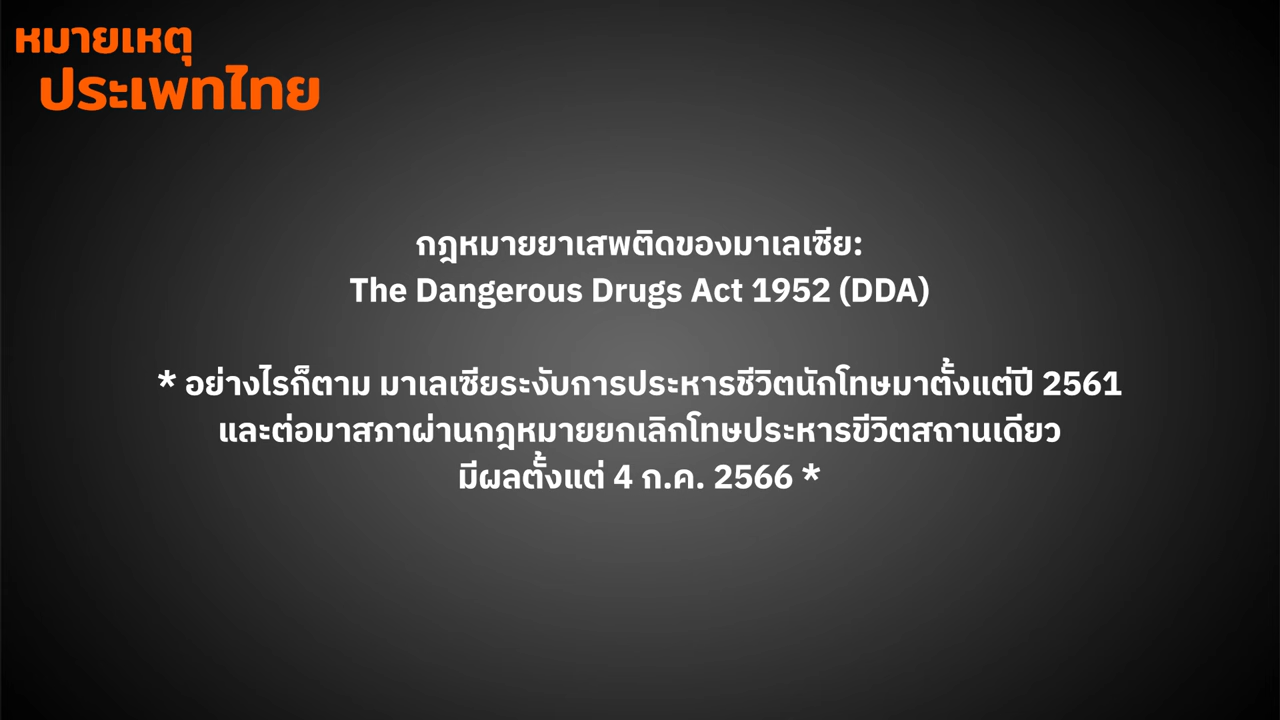 หมายเหตุ
ประเพทไทย
กฎหมายยาเสพติดของมาเลเซีย:
The Dangerous Drugs Act 1952 (DDA)
* อย่างไรก็ตาม มาเลเซียระงับการประหารชีวิตนักโทษมาตั้งแต่ปี 2561
และต่อมาสภาผ่านกฎหมายยกเลิกโทษประหารขีวิตสถานเดียว
มีผลตั้งแต่ 4 ก.ค. 2566 *